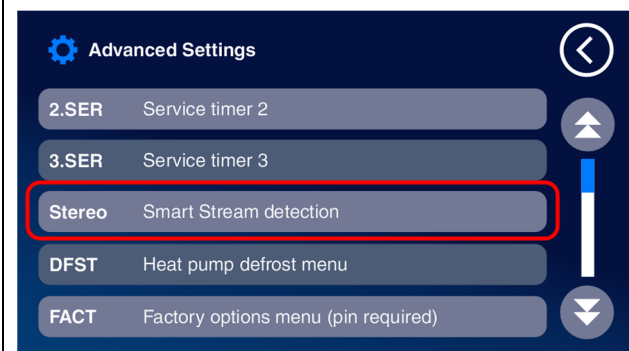 Advanced Settings
2.SER Service timer 2
3.SER Service timer 3
Stereo Smart Stream detection
DFST Heat pump defrost menu
FACT Factory options menu (pin required)